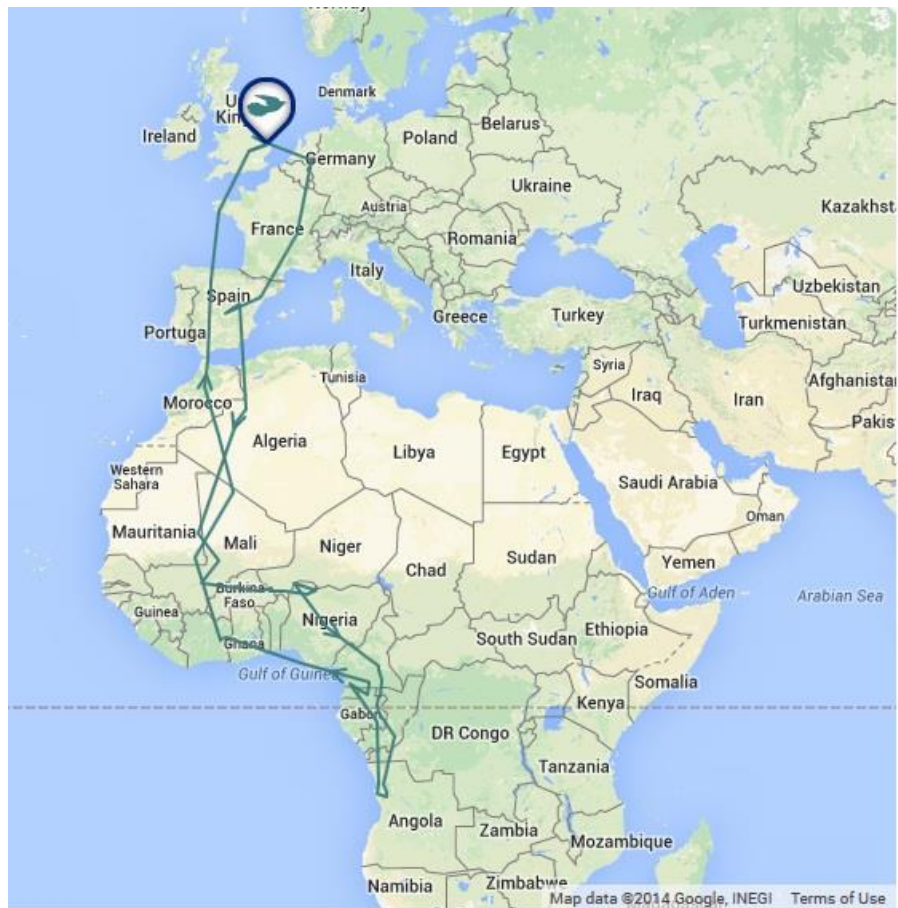 Norway
Denmark
U
King
Ireland
Belarus
Poland
Germany
Ukraine
Kazakhst
Austria
France
Romania
Italy
Uzbekistan
Spain
Greece
Turkey
Turkmenistan
Portuga
Syria
Afghanista
Tunisia
Iraq
Iran
Morocco
Pakis
Algeria
Libya
Egypt
Western
Sahara
Saudi Arabia
Oman
Mauritania
Mali
Niger
Sudan
Yemen
Chad
Gulf of Aden
Arabian Sea
Burkina
Faso
Guinea
Nigeria
Ethiopia
South Sudan
Ghana
Gulf of Guinea
Somalia
Kenya
Gabon
DR Congo
Tanzania
Angola
Zambia
Mozambique
Namibia
Zimbabwe
Map data ©2014 Google, INEGI
Terms of Use